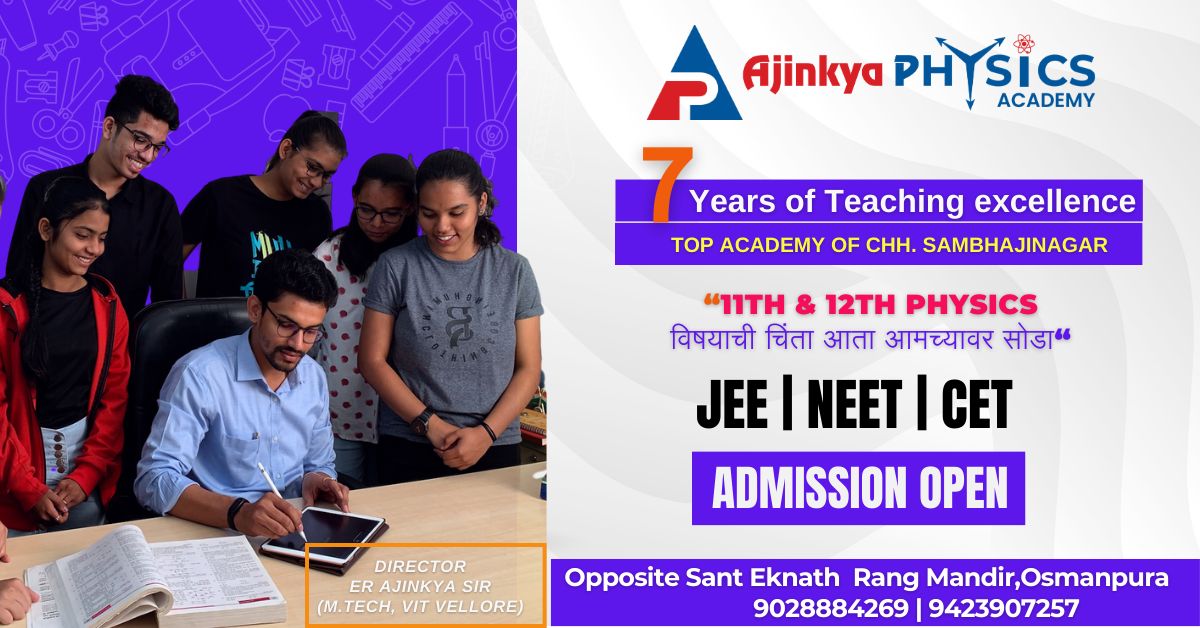 Ajinkya PHYSICS
ACADEMY
7 Years of Teaching excellence
TOP ACADEMY OF CHH. SAMBHAJINAGAR
“11TH & 12TH PHYSICS
विषयाची चिंता आता आमच्यावर सोडा“
JEE | NEET | CET
ADMISSION OPEN
DIRECTOR
ER AJINKYA SIR
(M.TECH, VIT VELLORE)
Opposite Sant Eknath Rang Mandir,Osmanpura
9028884269 | 9423907257